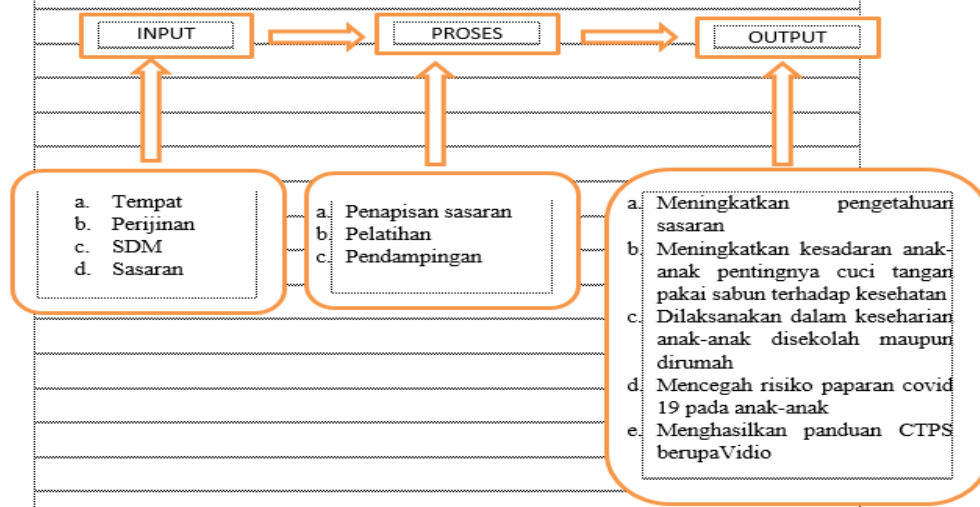 INPUT
PROSES
OUTPUT
a. Tempat
b. Perijinan
c. SDM
d. Sasaran
a. Penapisan sasaran
b. Pelatihan
c. Pendampingan
a. Meningkatkan pengetahuan
sasaran
b. Meningkatkan kesadaran anak-
anak pentingnya cuci tangan
pakai sabun terhadap kesehatan
c. Dilaksanakan dalam keseharian
anak-anak disekolah maupun
dirumah
d. Mencegah risiko paparan covid
19 pada anak-anak
e. Menghasilkan panduan CTPS
berupaVidio